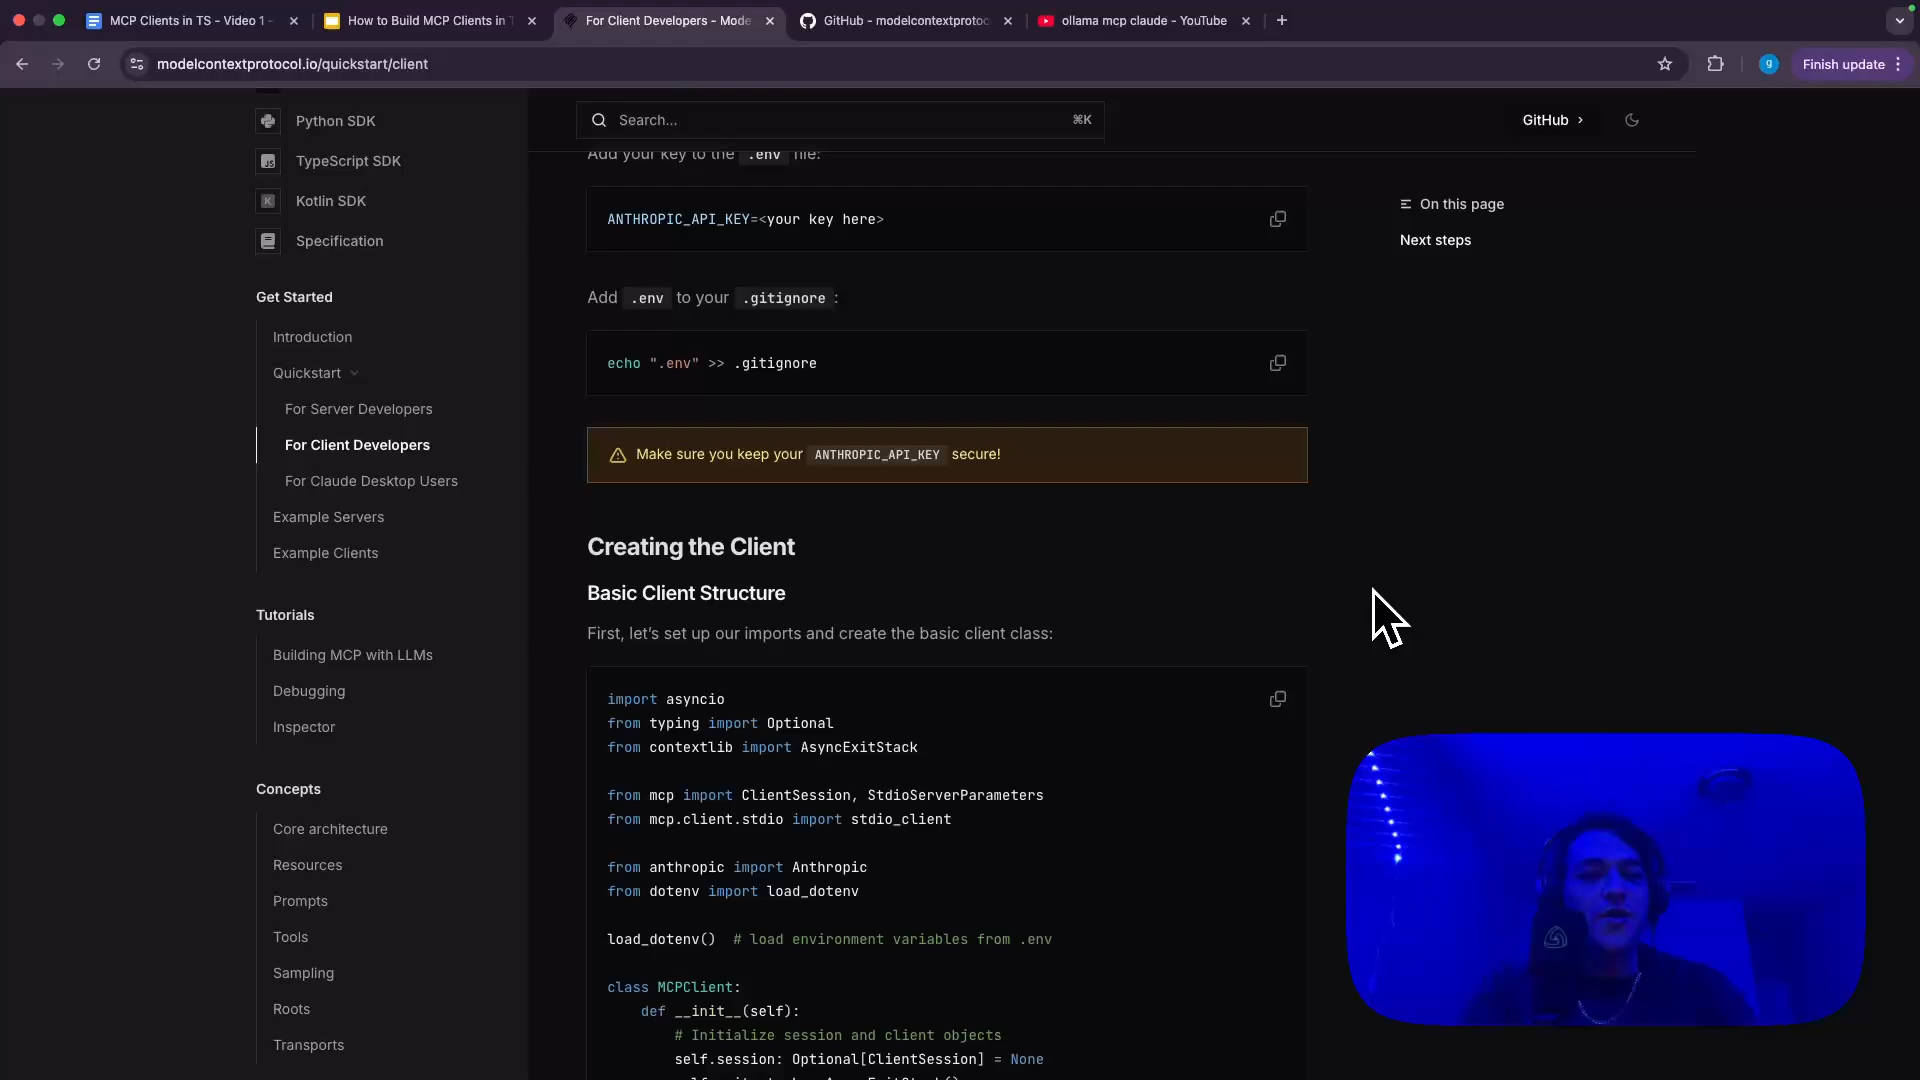 MCP Clients in TS - Video 1 -
How to Build MCP Clients in T
For Client Developers - Mode
GitHub - modelcontextprotoc
ollama mcp claude - YouTube
modelcontextprotocol.io/quickstart/client
g
Finish update
Python SDK
TypeScript SDK
Kotlin SDK
Specification
Get Started
Introduction
Quickstart
For Server Developers
For Client Developers
For Claude Desktop Users
Example Servers
Example Clients
Tutorials
Building MCP with LLMs
Debugging
Inspector
Concepts
Core architecture
Resources
Prompts
Tools
Sampling
Roots
Transports
Search...
⌘K
GitHub
Add your key to the .env file:
ANTHROPIC_API_KEY=<your key here>
Add .env to your .gitignore:
echo ".env" >> .gitignore
Make sure you keep your ANTHROPIC_API_KEY secure!
Creating the Client
Basic Client Structure
First, let's set up our imports and create the basic client class:
import asyncio
from typing import Optional
from contextlib import AsyncExitStack
from mcp import ClientSession, StdioServerParameters
from mcp.client.stdio import stdio_client
from anthropic import Anthropic
from dotenv import load_dotenv
load_dotenv()  # load environment variables from .env
class MCPClient:
def __init__(self):
# Initialize session and client objects
self.session: Optional[ClientSession] = None
On this page
Next steps